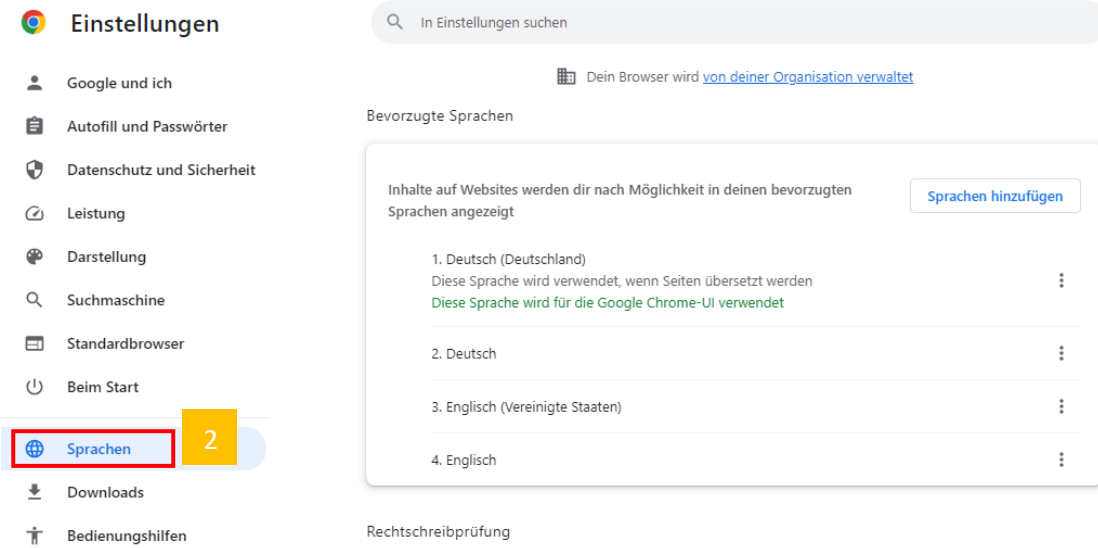 Einstellungen
Google und ich
Autofill und Passwörter
Datenschutz und Sicherheit
Leistung
Darstellung
Suchmaschine
Standardbrowser
Beim Start
Sprachen
2
Downloads
Bedienungshilfen
In Einstellungen suchen
Dein Browser wird von deiner Organisation verwaltet
Bevorzugte Sprachen
Inhalte auf Websites werden dir nach Möglichkeit in deinen bevorzugten
Sprachen angezeigt
Sprachen hinzufügen
1. Deutsch (Deutschland)
Diese Sprache wird verwendet, wenn Seiten übersetzt werden
Diese Sprache wird für die Google Chrome-UI verwendet
2. Deutsch
3. Englisch (Vereinigte Staaten)
4. Englisch
Rechtschreibprüfung